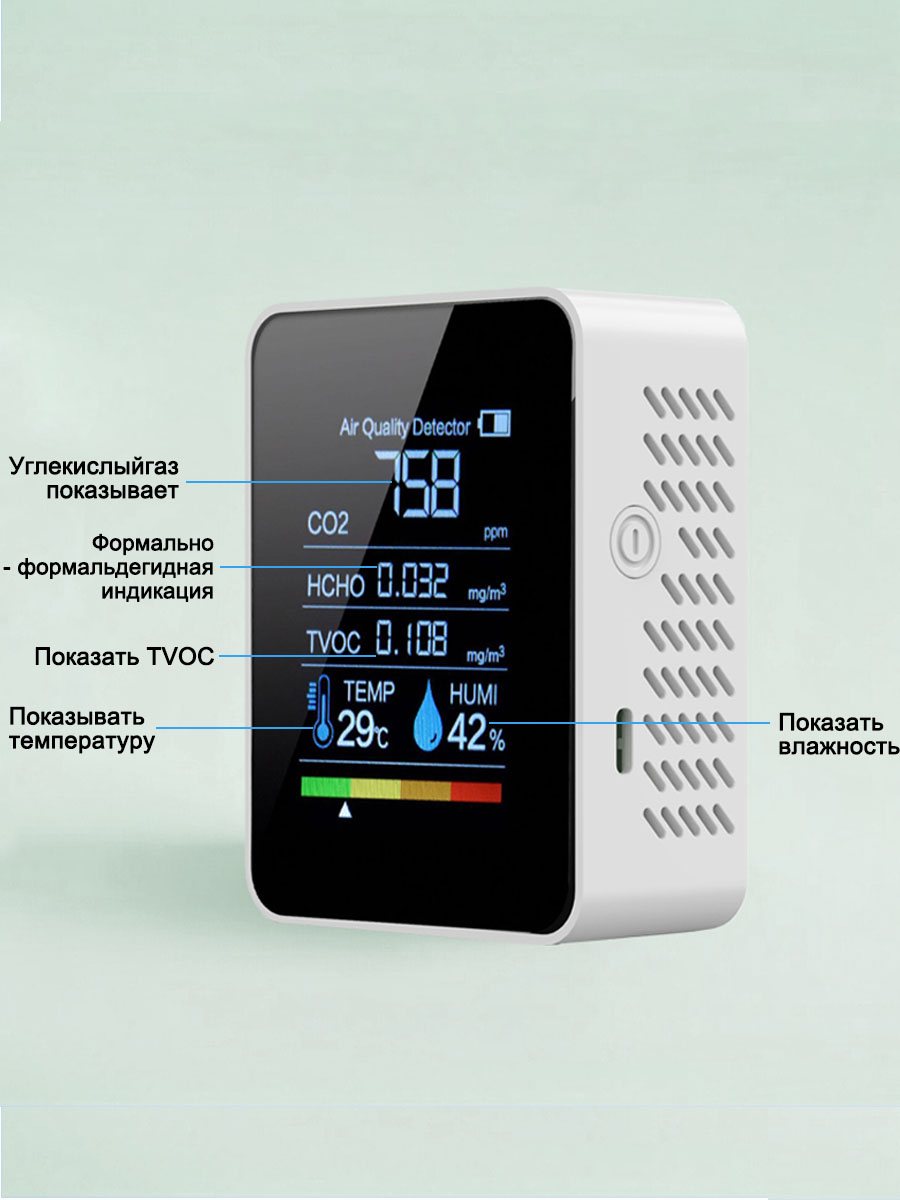 Air Quality Detector
Углекислыйгаз
показывает
758
CO2
ppm
Формально
- формальдегидная
индикация
HCHO 0.032 mg/m³
Показать TVOC
TVOC 0.108 mg/m³
Показывать
температуру
TEMP
29°C
HUMI
42%
Показать
влажность